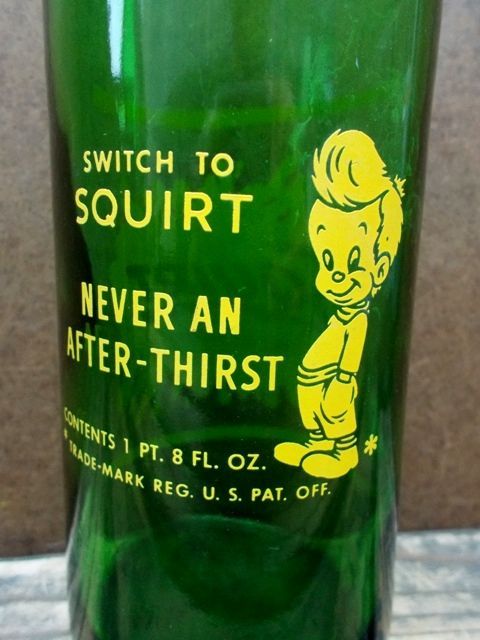 SWITCH TO
SQUIRT
NEVER AN
AFTER-THIRST
CONTENTS 1 PT. 8 FL. OZ.
* TRADE-MARK REG. U. S. PAT. OFF.
*